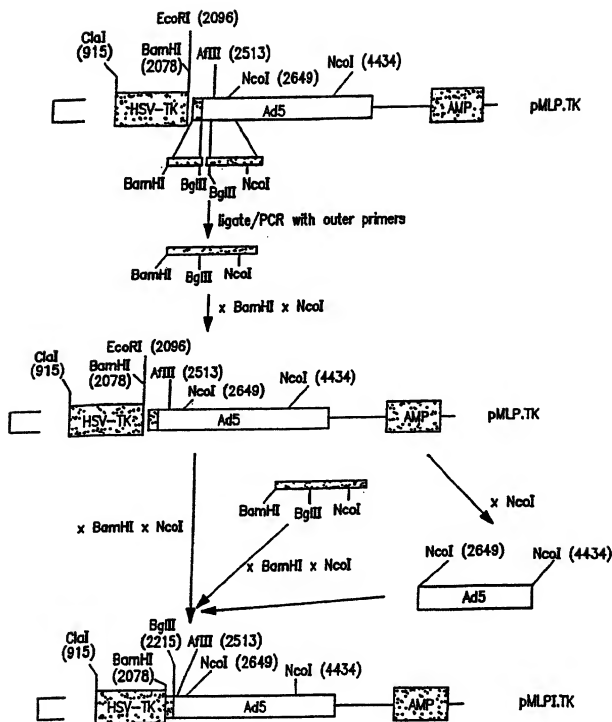 EcoRI (2096)
ClaI
(915)
BamHI
(2078)
AflII
(2513)
NcoI
(2649)
NcoI (4434)
HSV-TK
Ad5
AMP
pMLP.TK
BamHI
BglII
BglII
NcoI
ligate/PCR with outer primers
BamHI
BglII
NcoI
x BamHI x NcoI
EcoRI (2096)
ClaI
(915)
BamHI
(2078)
AflII
(2513)
NcoI (2649)
NcoI (4434)
HSV-TK
Ad5
AMP
pMLP.TK
x BamHI x NcoI
BamHI
BglII
NcoI
x BamHI x NcoI
x NcoI
NcoI (2649)
NcoI (4434)
Ad5
BglII
(2215)
ClaI
(915)
BamHI
(2078)
AflII (2513)
NcoI
(2649)
NcoI (4434)
HSV-TK
Ad5
AMP
pMLPI.TK